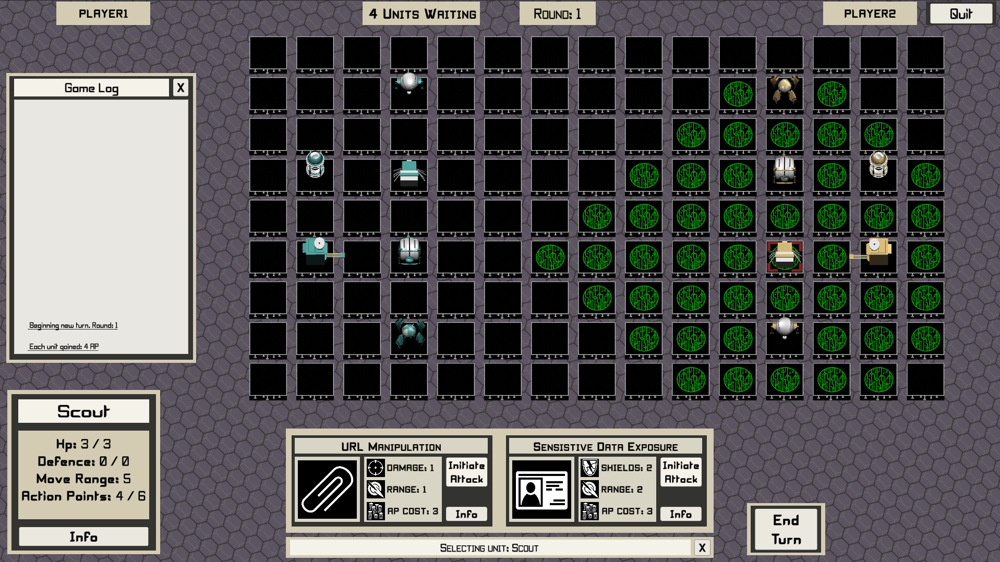 PLAYER1
4 Units Waiting
Round: 1
PLAYER2
Quit
Game Log
X
Beginning new turn. Round: 1
Each unit gained: 4 AP
Scout
Hp: 3 / 3
Defence: 0 / 0
Move Range: 5
Action Points: 4 / 6
Info
URL Manipulation
Damage: 1
Range: 1
AP Cost: 3
Initiate
Attack
Info
Sensistive Data Exposure
Shields: 2
Range: 2
AP Cost: 3
Initiate
Attack
Info
Selecting unit: Scout
X
End
Turn